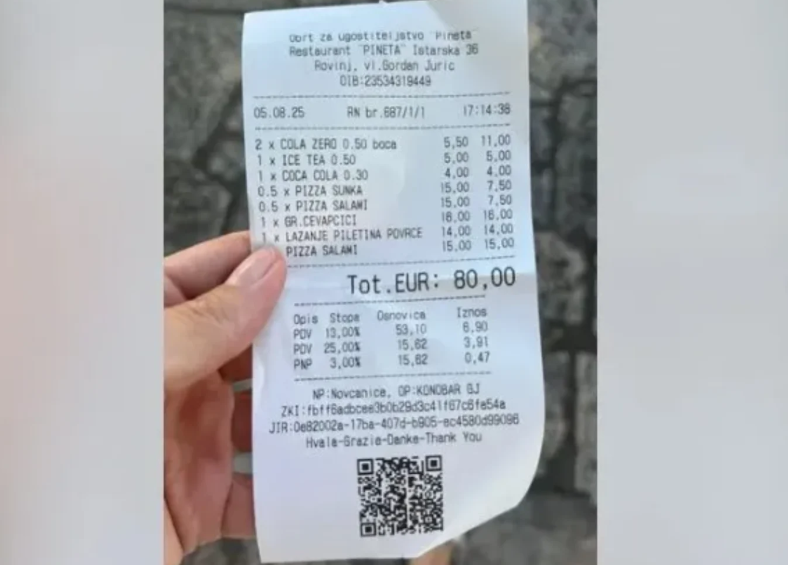 Obrt za ugostiteljstvo "Pineta"
Restaurant "PINETA" Istarska 36
Rovinj, vl.Gordan Juric
OIB:23534319449
05.08.25 RN br.687/1/1 17:14:38
2 x COLA ZERO 0.50 boca 5,50 11,00
1 x ICE TEA 0.50 5,00 5,00
1 x COCA COLA 0.30 4,00 4,00
0.5 x PIZZA SUNKA 15,00 7,50
0.5 x PIZZA SALAMI 15,00 7,50
1 x GR.CEVAPCICI 16,00 16,00
1 x LAZANJE PILETINA POVRCE 14,00 14,00
PIZZA SALAMI 15,00 15,00
Tot.EUR: 80,00
Opis Stopa Osnovica Iznos
PDV 13,00% 53,10 6,90
PDV 25,00% 15,62 3,91
PNP 3,00% 15,62 0,47
NP:Novcanice, OP:KONOBAR BJ
ZKI:fbff6adbcee3b0b29d3c41f67c6fe54a
JIR:0e82002a-17ba-407d-b905-ec4580d99096
Hvala-Grazie-Danke-Thank You